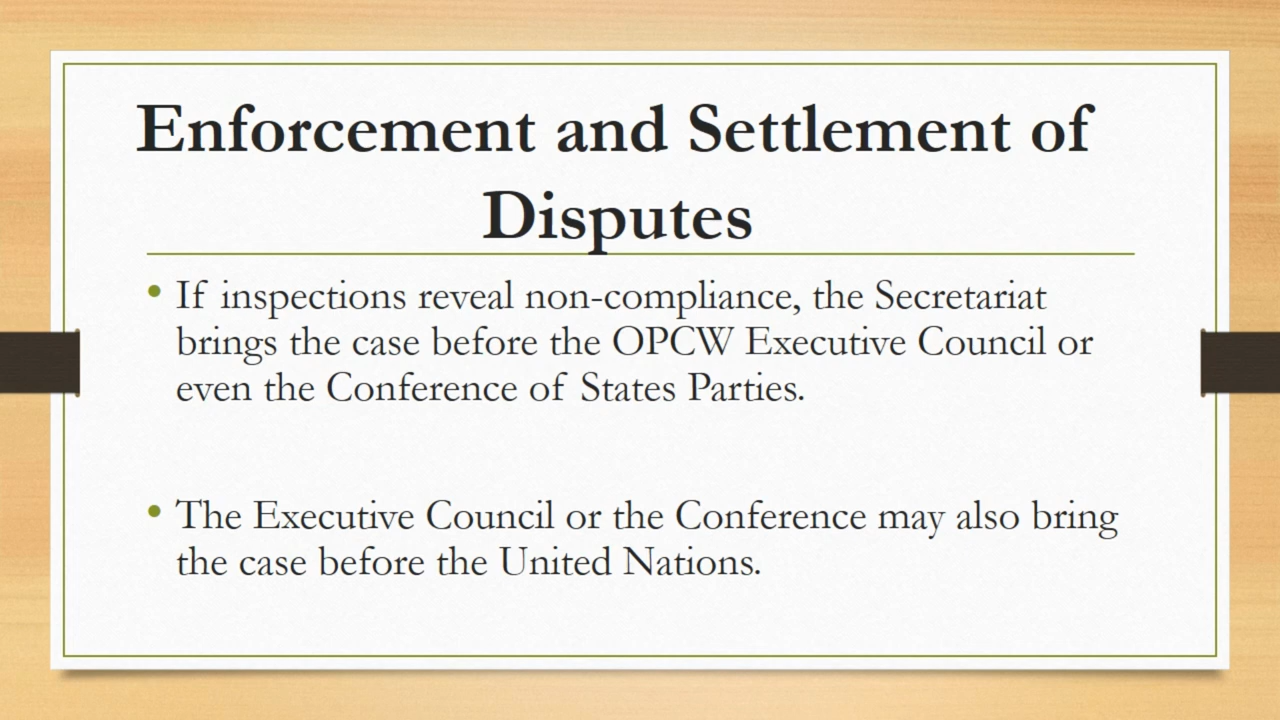 Enforcement and Settlement of
Disputes
• If inspections reveal non-compliance, the Secretariat
brings the case before the OPCW Executive Council or
even the Conference of States Parties.
• The Executive Council or the Conference may also bring
the case before the United Nations.